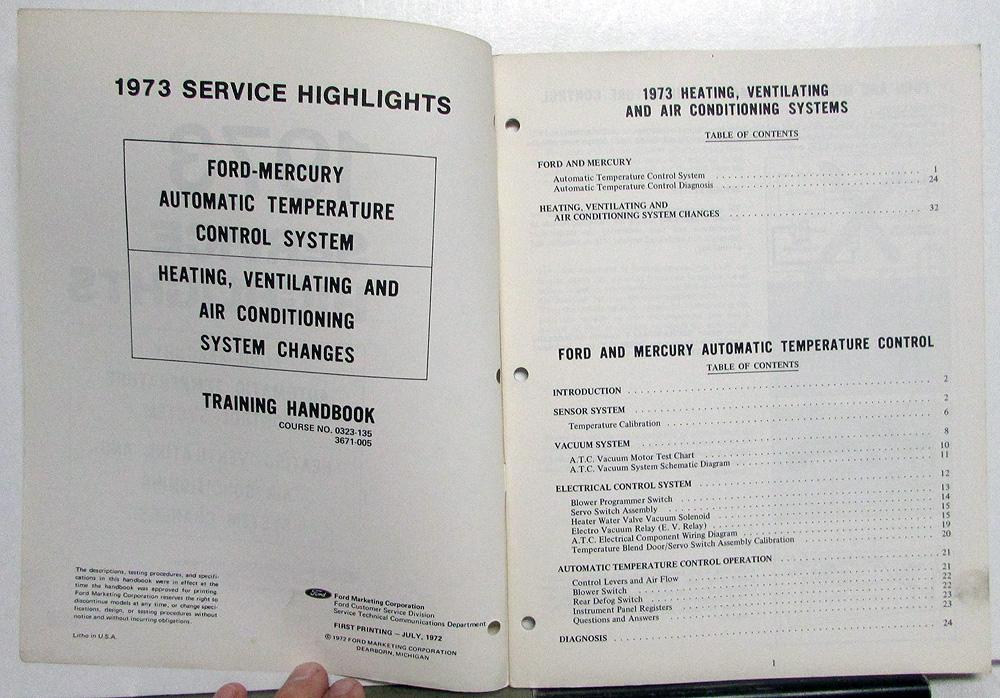 1973 SERVICE HIGHLIGHTS
FORD-MERCURY
AUTOMATIC TEMPERATURE
CONTROL SYSTEM
HEATING, VENTILATING AND
AIR CONDITIONING
SYSTEM CHANGES
TRAINING HANDBOOK
COURSE NO. 0323-135
3671-005
The descriptions, testing procedures, and specifi-
cations in this handbook were in effect at the
time the handbook was approved for printing.
Ford Marketing Corporation reserves the right to
discontinue models at any time, or change speci-
fications, design, or testing procedures without
notice and without incurring obligations.
Litho in U.S.A.
Ford
Ford Marketing Corporation
Ford Customer Service Division
Service Technical Communications Department
FIRST PRINTING – JULY, 1972
© 1972 FORD MARKETING CORPORATION
DEARBORN, MICHIGAN
1973 HEATING, VENTILATING
AND AIR CONDITIONING SYSTEMS
TABLE OF CONTENTS
FORD AND MERCURY
Automatic Temperature Control System 1
Automatic Temperature Control Diagnosis 24
HEATING, VENTILATING AND
AIR CONDITIONING SYSTEM CHANGES 32
FORD AND MERCURY AUTOMATIC TEMPERATURE CONTROL
TABLE OF CONTENTS
INTRODUCTION 2
SENSOR SYSTEM 2
Temperature Calibration 6
VACUUM SYSTEM 8
A.T.C. Vacuum Motor Test Chart 10
A.T.C. Vacuum System Schematic Diagram 11
ELECTRICAL CONTROL SYSTEM 12
Blower Programmer Switch 13
Servo Switch Assembly 14
Heater Water Valve Vacuum Solenoid 15
Electro Vacuum Relay (E. V. Relay) 15
A.T.C. Electrical Component Wiring Diagram 19
Temperature Blend Door/Servo Switch Assembly Calibration 20
AUTOMATIC TEMPERATURE CONTROL OPERATION 21
Control Levers and Air Flow 21
Blower Switch 22
Rear Defog Switch 22
Instrument Panel Registers 23
Questions and Answers 23
DIAGNOSIS 24
1